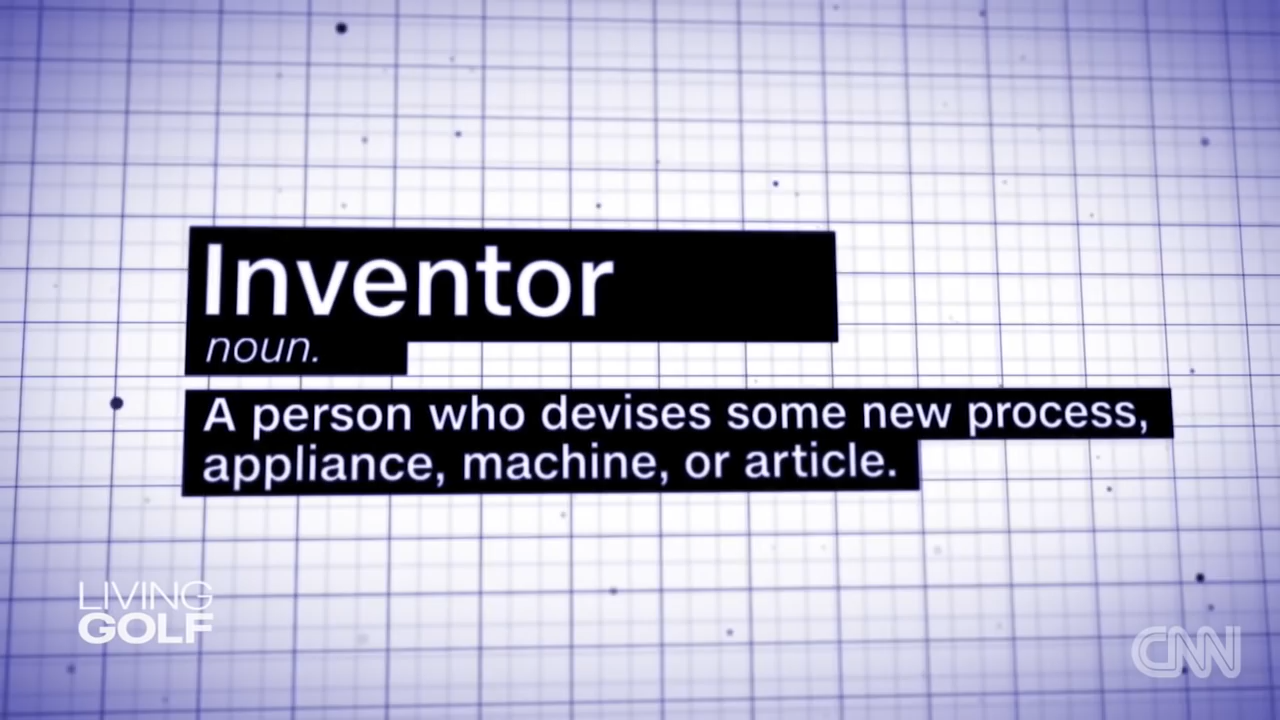 Inventor
noun.
A person who devises some new process,
appliance, machine, or article.
LIVING
GOLF
CNN